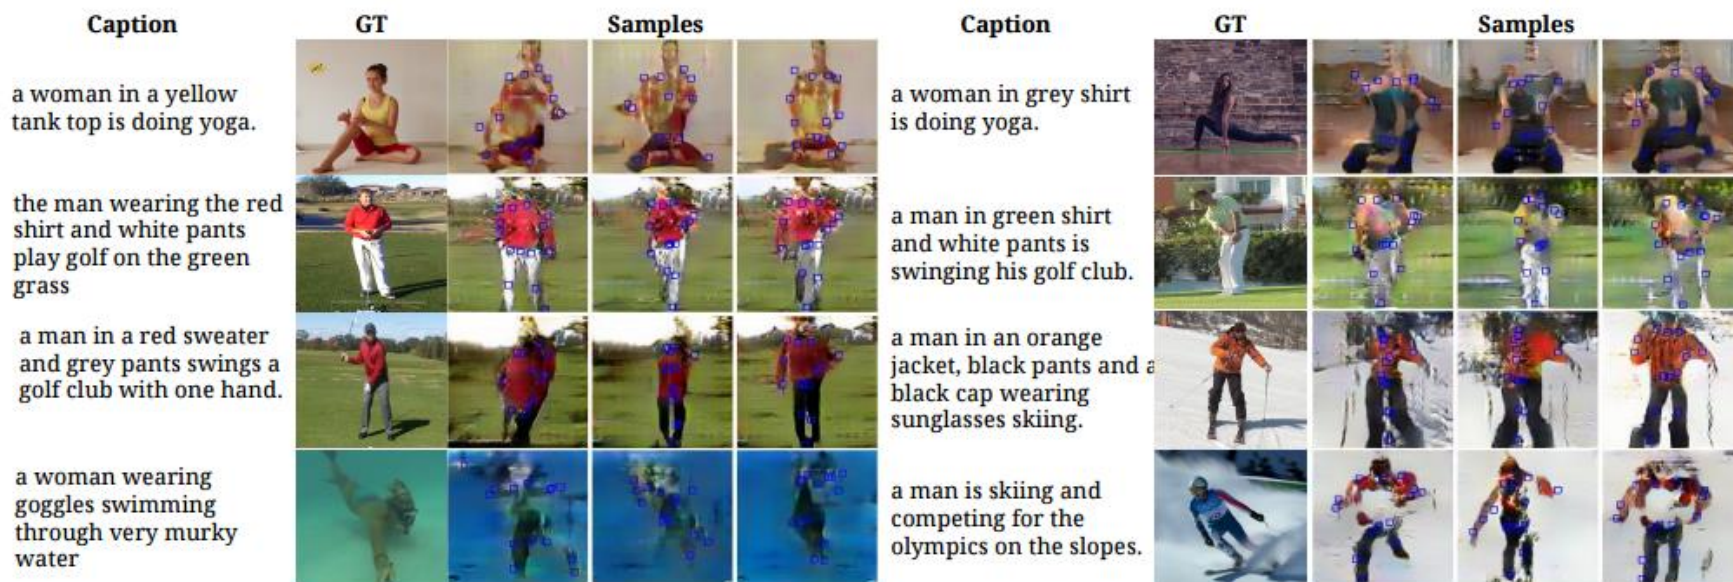 Caption GT Samples Caption GT Samples
a woman in a yellow
tank top is doing yoga.
a woman in grey shirt
is doing yoga.
the man wearing the red
shirt and white pants
play golf on the green
grass
a man in green shirt
and white pants is
swinging his golf club.
a man in a red sweater
and grey pants swings a
golf club with one hand.
a man in an orange
jacket, black pants and a
black cap wearing
sunglasses skiing.
a woman wearing
goggles swimming
through very murky
water
a man is skiing and
competing for the
olympics on the slopes.